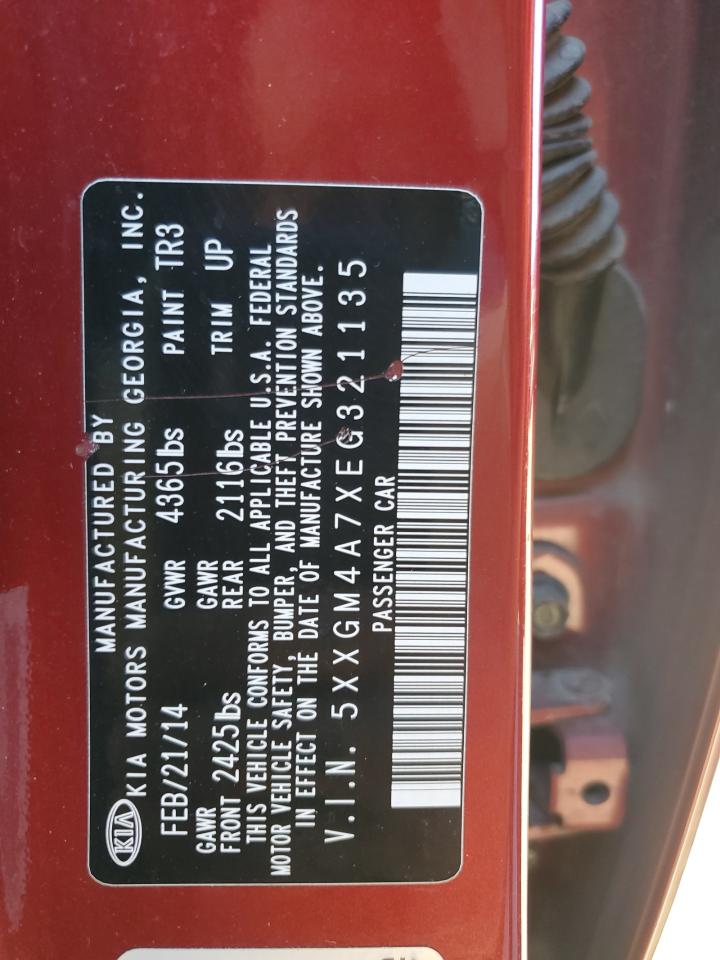 KIA
MANUFACTURED BY
KIA MOTORS MANUFACTURING GEORGIA, INC.
FEB/21/14 GVWR 4365lbs PAINT TR3
GAWR FRONT 2425lbs GAWR REAR 2116lbs TRIM UP
THIS VEHICLE CONFORMS TO ALL APPLICABLE U.S.A. FEDERAL
MOTOR VEHICLE SAFETY, BUMPER, AND THEFT PREVENTION STANDARDS
IN EFFECT ON THE DATE OF MANUFACTURE SHOWN ABOVE.
V.I.N. 5XXGM4A7XEG321135
PASSENGER CAR